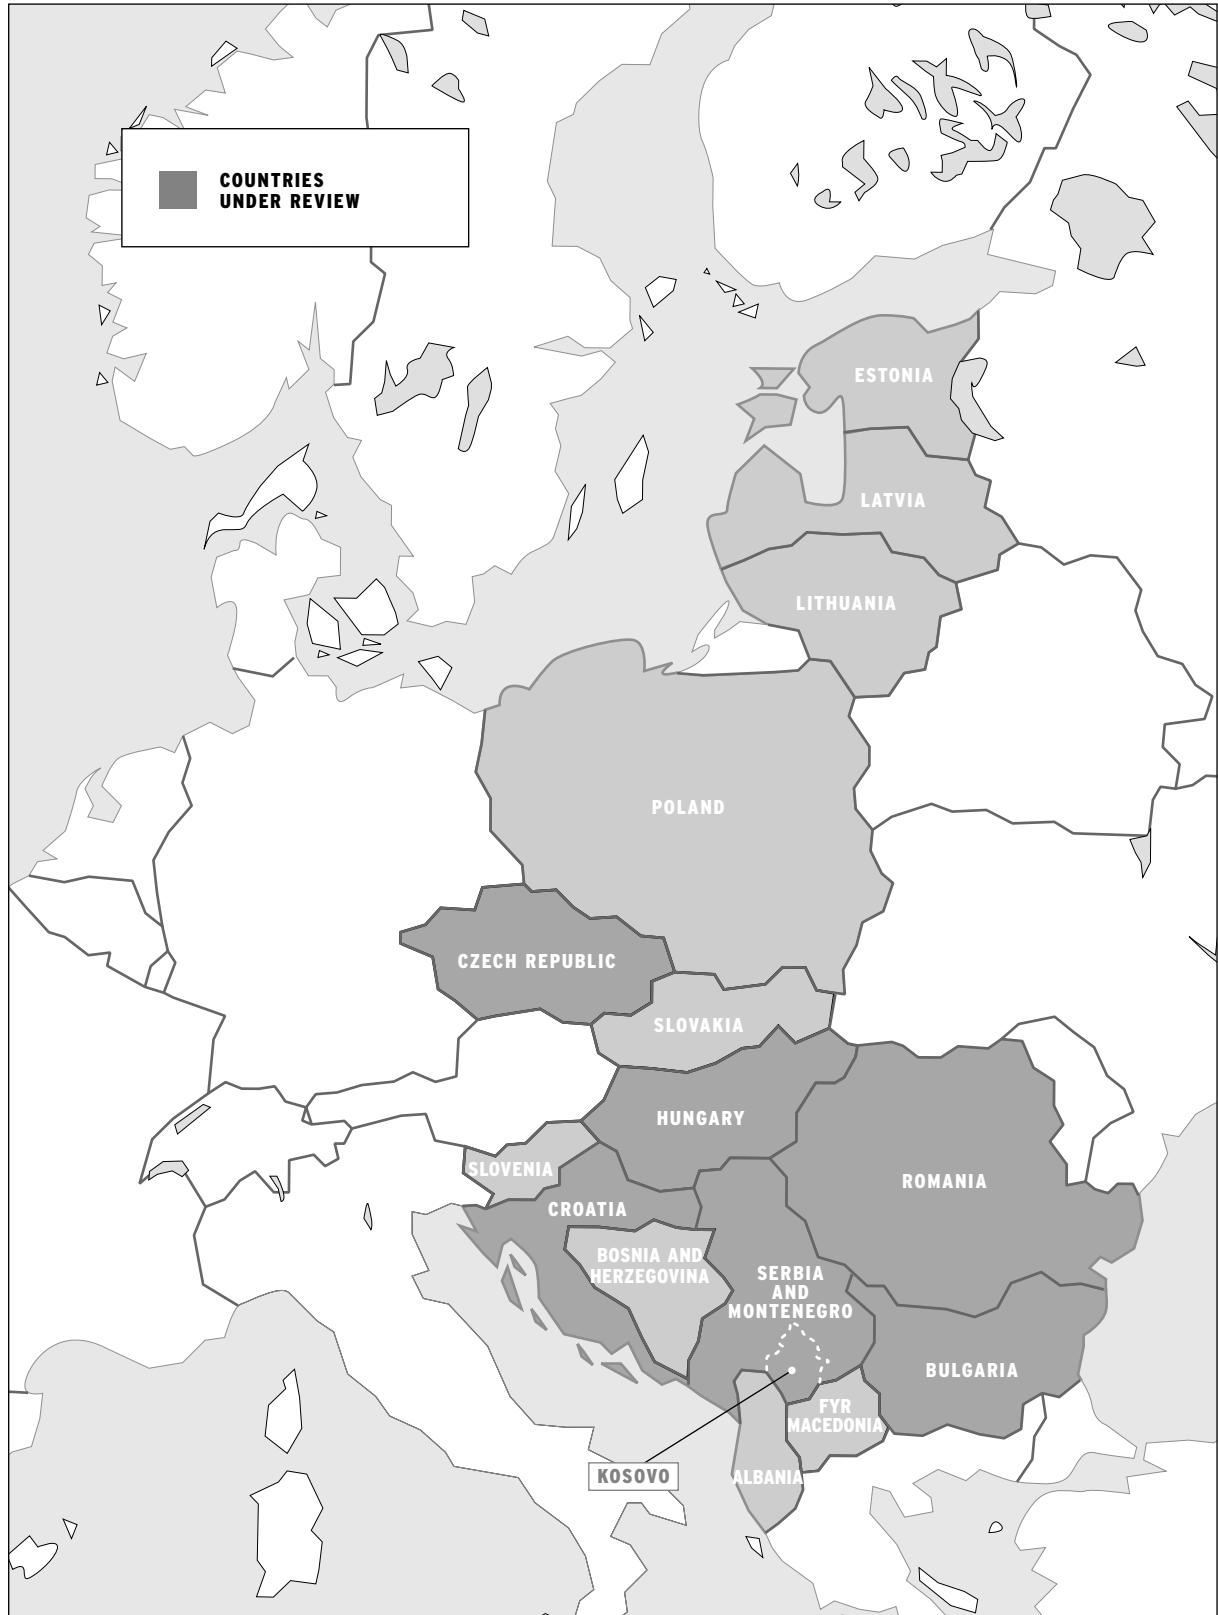 COUNTRIES
UNDER REVIEW
ESTONIA
LATVIA
LITHUANIA
POLAND
CZECH REPUBLIC
SLOVAKIA
HUNGARY
SLOVENIA
ROMANIA
CROATIA
BOSNIA AND
HERZEGOVINA
SERBIA
AND
MONTENEGRO
BULGARIA
FYR
MACEDONIA
KOSOVO
ALBANIA